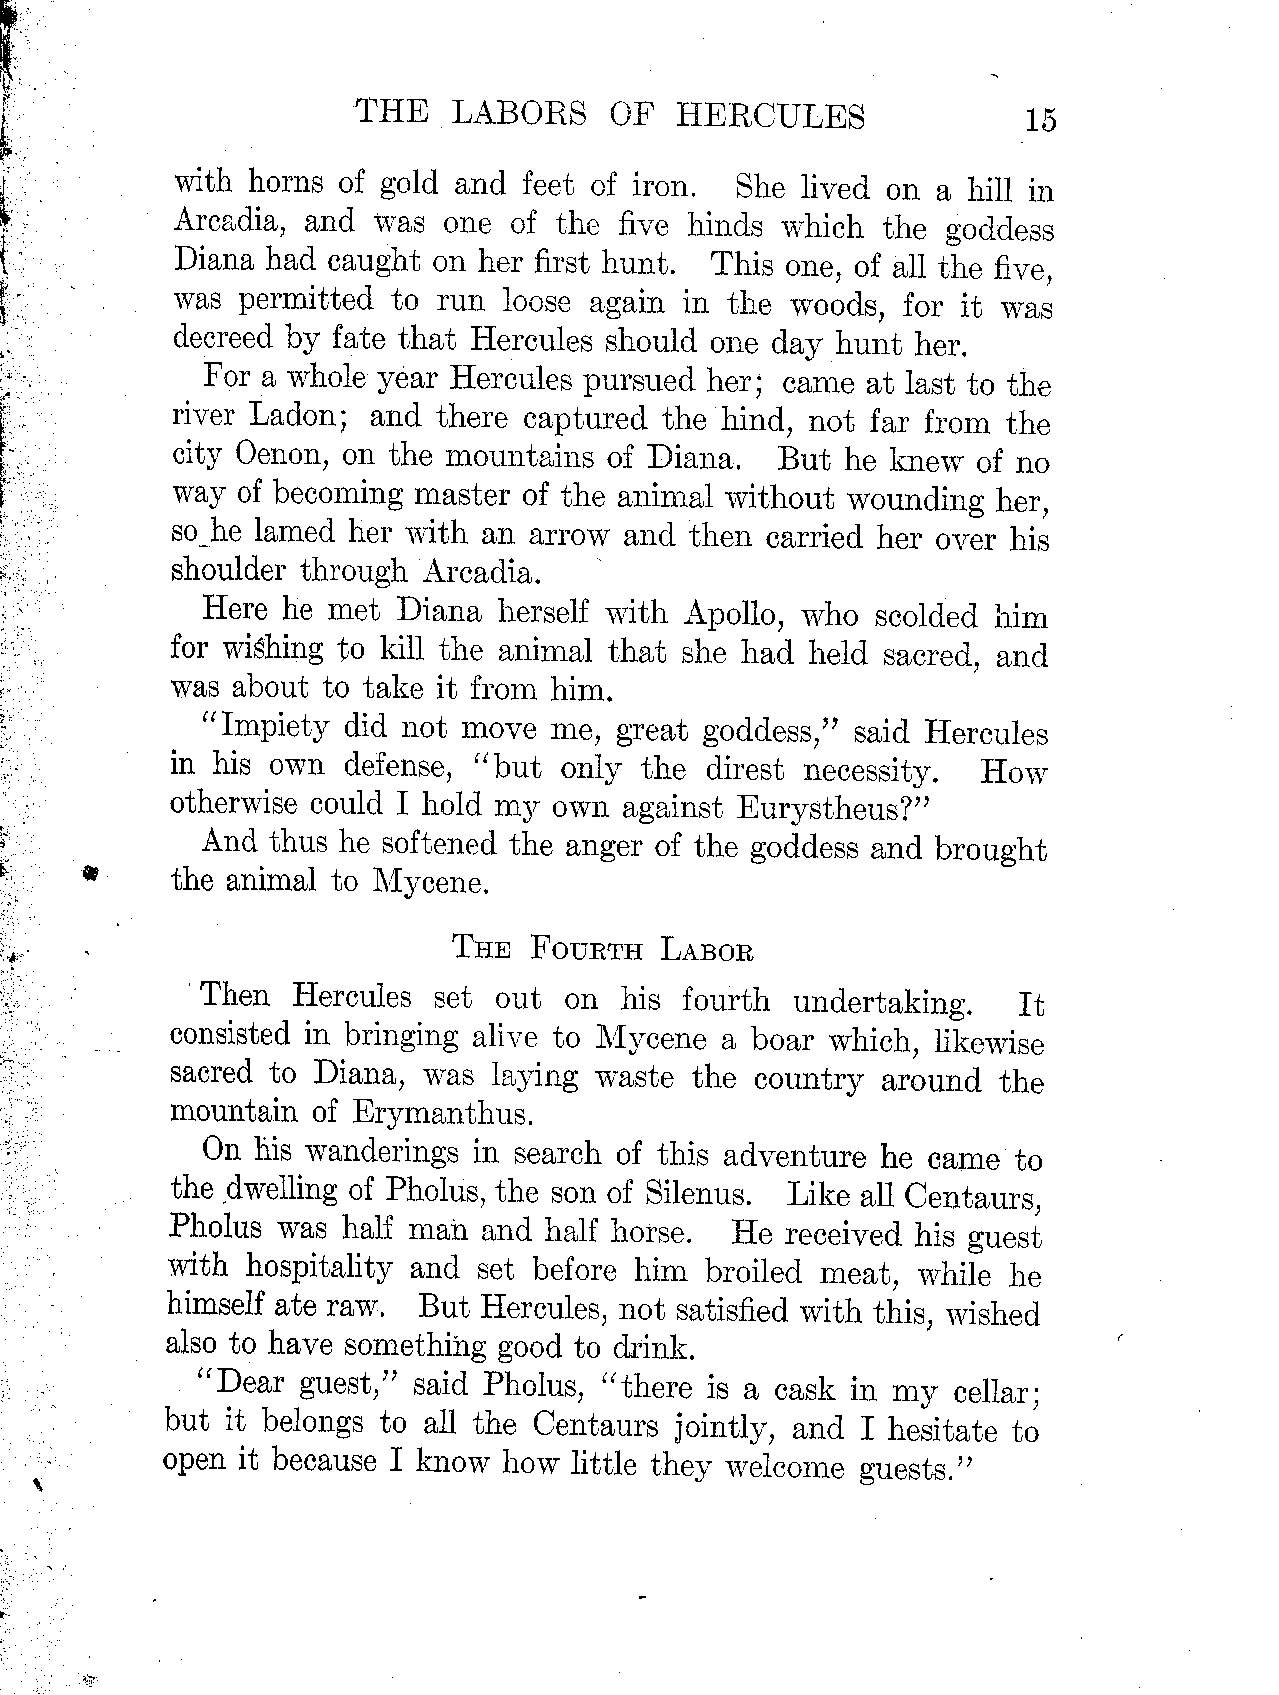 THE LABORS OF HERCULES 15
with horns of gold and feet of iron. She lived on a hill in
Arcadia, and was one of the five hinds which the goddess
Diana had caught on her first hunt. This one, of all the five,
was permitted to run loose again in the woods, for it was
decreed by fate that Hercules should one day hunt her.
For a whole year Hercules pursued her; came at last to the
river Ladon; and there captured the hind, not far from the
city Oenon, on the mountains of Diana. But he knew of no
way of becoming master of the animal without wounding her,
so he lamed her with an arrow and then carried her over his
shoulder through Arcadia.
Here he met Diana herself with Apollo, who scolded him
for wishing to kill the animal that she had held sacred, and
was about to take it from him.
"Impiety did not move me, great goddess," said Hercules
in his own defense, "but only the direst necessity. How
otherwise could I hold my own against Eurystheus?"
And thus he softened the anger of the goddess and brought
the animal to Mycene.
THE FOURTH LABOR
Then Hercules set out on his fourth undertaking. It
consisted in bringing alive to Mycene a boar which, likewise
sacred to Diana, was laying waste the country around the
mountain of Erymanthus.
On his wanderings in search of this adventure he came to
the dwelling of Pholus, the son of Silenus. Like all Centaurs,
Pholus was half man and half horse. He received his guest
with hospitality and set before him broiled meat, while he
himself ate raw. But Hercules, not satisfied with this, wished
also to have something good to drink.
"Dear guest," said Pholus, "there is a cask in my cellar;
but it belongs to all the Centaurs jointly, and I hesitate to
open it because I know how little they welcome guests."